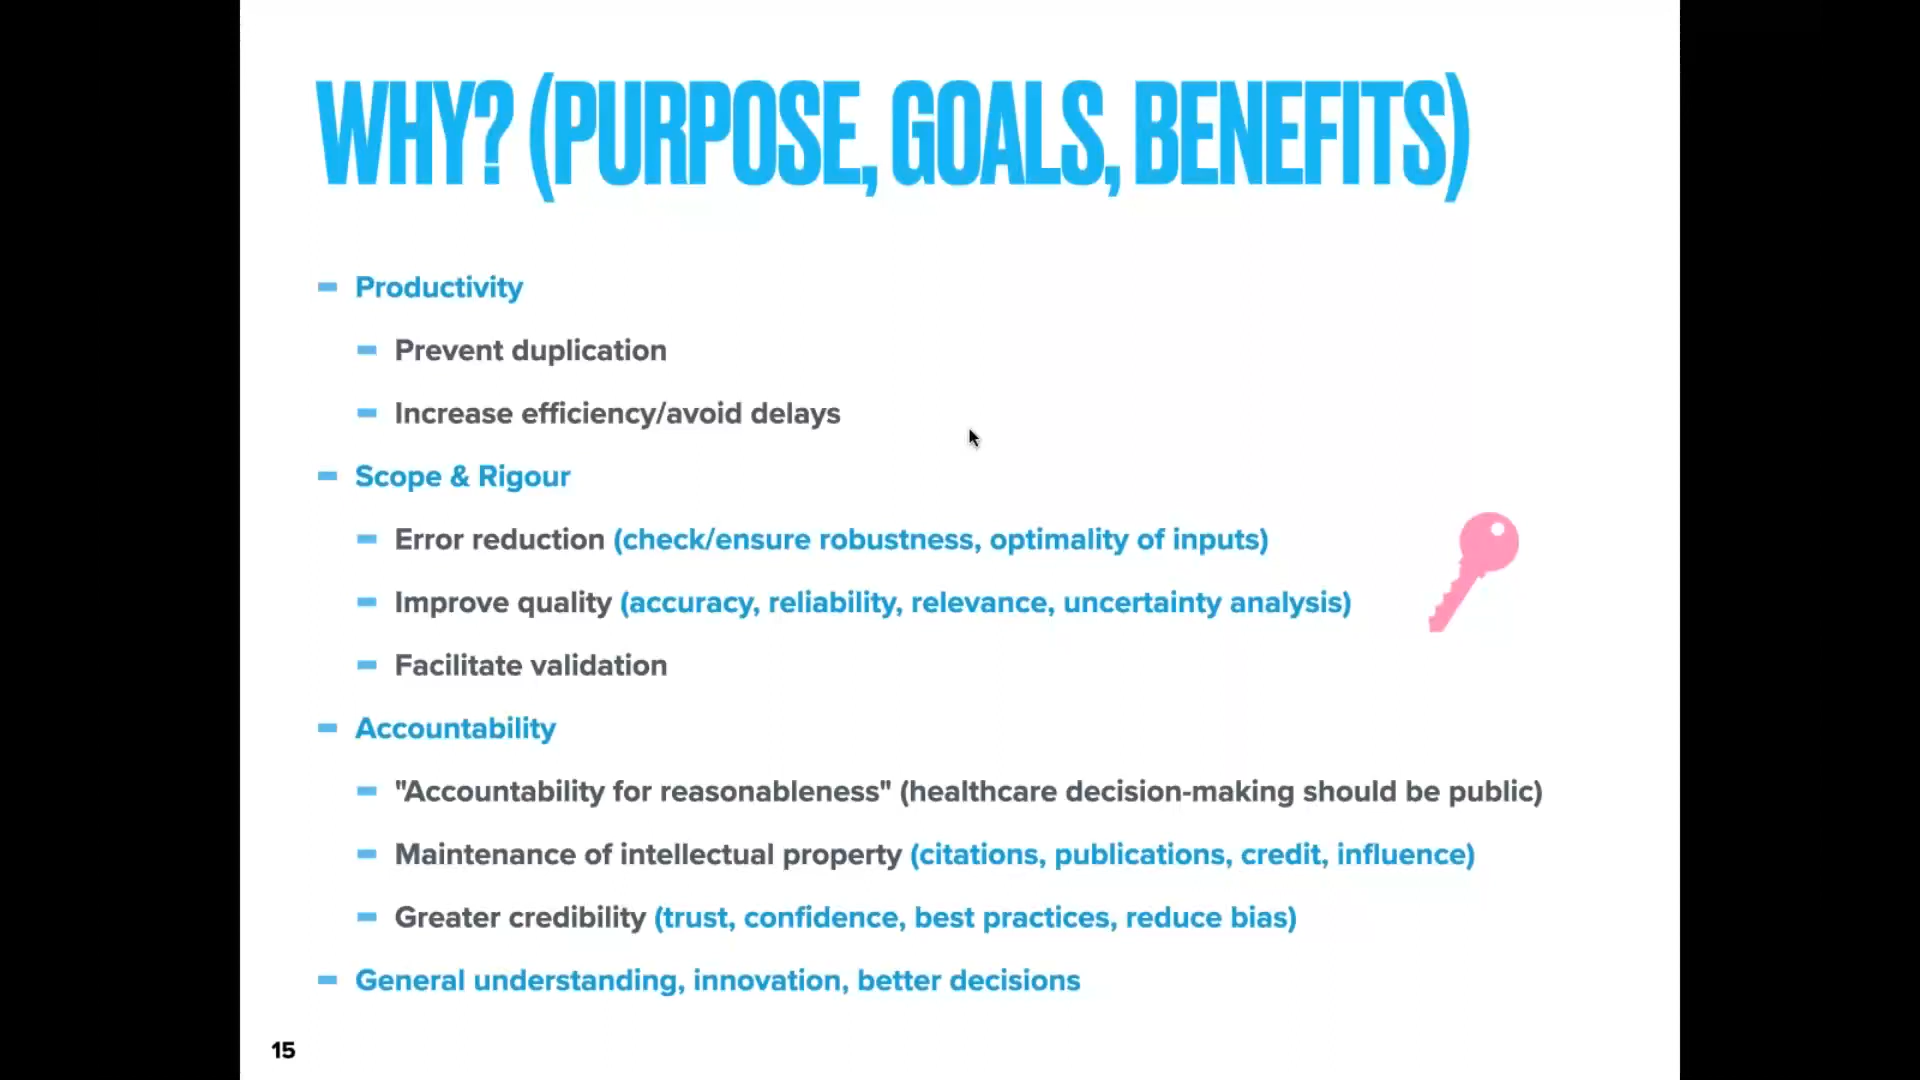 WHY? (PURPOSE, GOALS, BENEFITS)
Productivity
Prevent duplication
Increase efficiency/avoid delays
Scope & Rigour
Error reduction (check/ensure robustness, optimality of inputs)
Improve quality (accuracy, reliability, relevance, uncertainty analysis)
Facilitate validation
Accountability
"Accountability for reasonableness" (healthcare decision-making should be public)
Maintenance of intellectual property (citations, publications, credit, influence)
Greater credibility (trust, confidence, best practices, reduce bias)
General understanding, innovation, better decisions
15